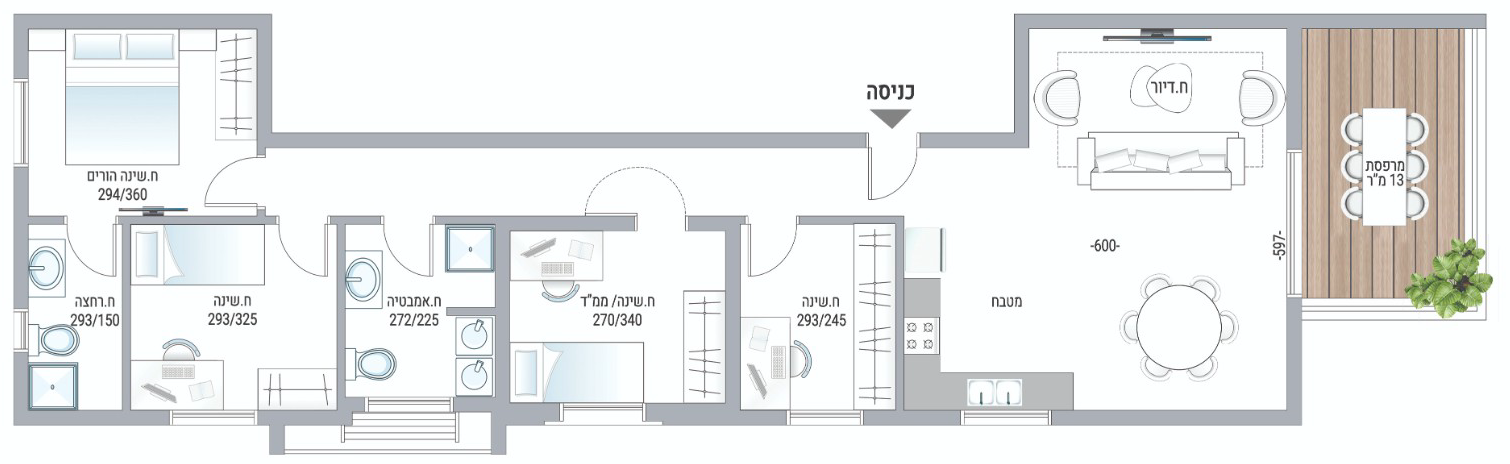 כניסה
ח.דיור
מרפסת
13 מ"ר
ח.שינה הורים
294/360
-600-
-597-
ח.רחצה
293/150
ח.שינה
293/325
ח.אמבטיה
272/225
ח.שינה/ ממ"ד
270/340
ח.שינה
293/245
מטבח